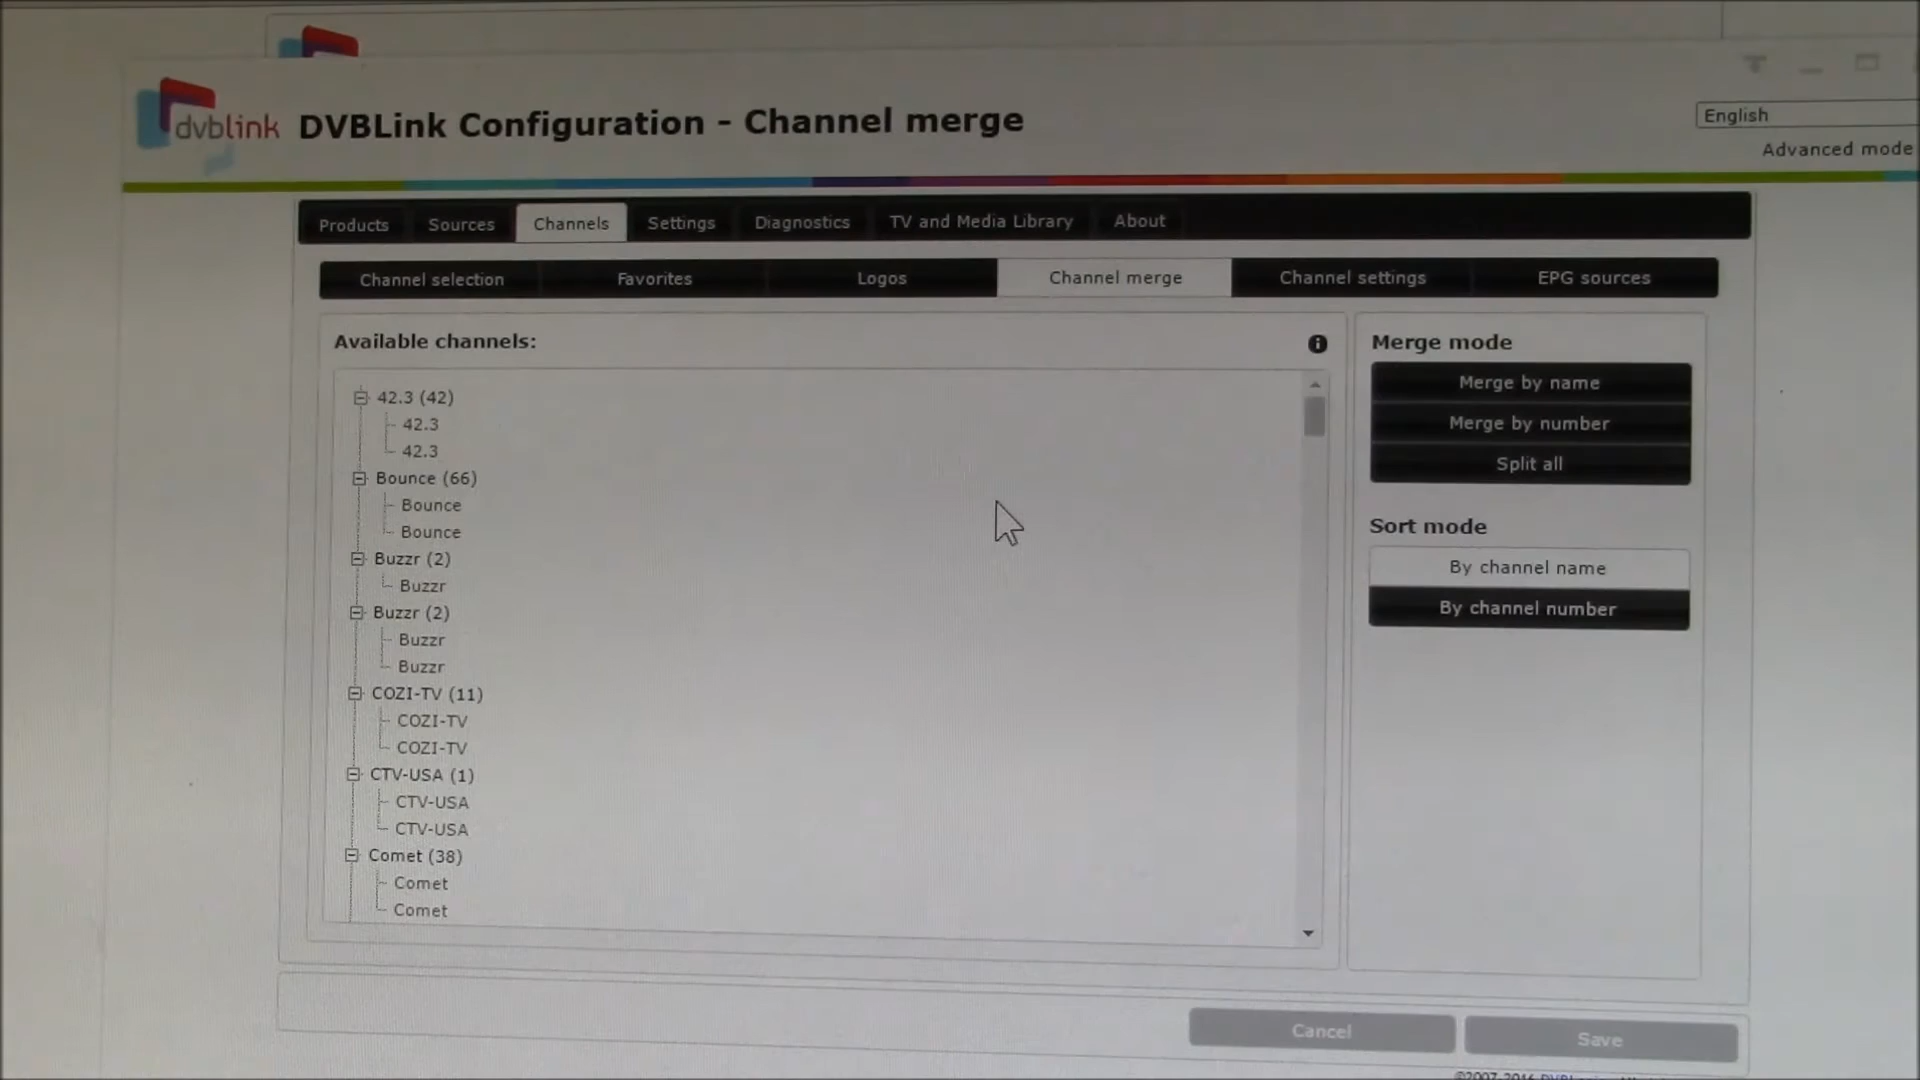 dvblink DVBLink Configuration - Channel merge
English
Advanced mode
Products Sources Channels Settings Diagnostics TV and Media Library About
Channel selection Favorites Logos Channel merge Channel settings EPG sources
Available channels:
42.3 (42)
42.3
42.3
Bounce (66)
Bounce
Bounce
Buzzr (2)
Buzzr
Buzzr (2)
Buzzr
Buzzr
COZI-TV (11)
COZI-TV
COZI-TV
CTV-USA (1)
CTV-USA
CTV-USA
Comet (38)
Comet
Comet
Merge mode
Merge by name
Merge by number
Split all
Sort mode
By channel name
By channel number
Cancel Save